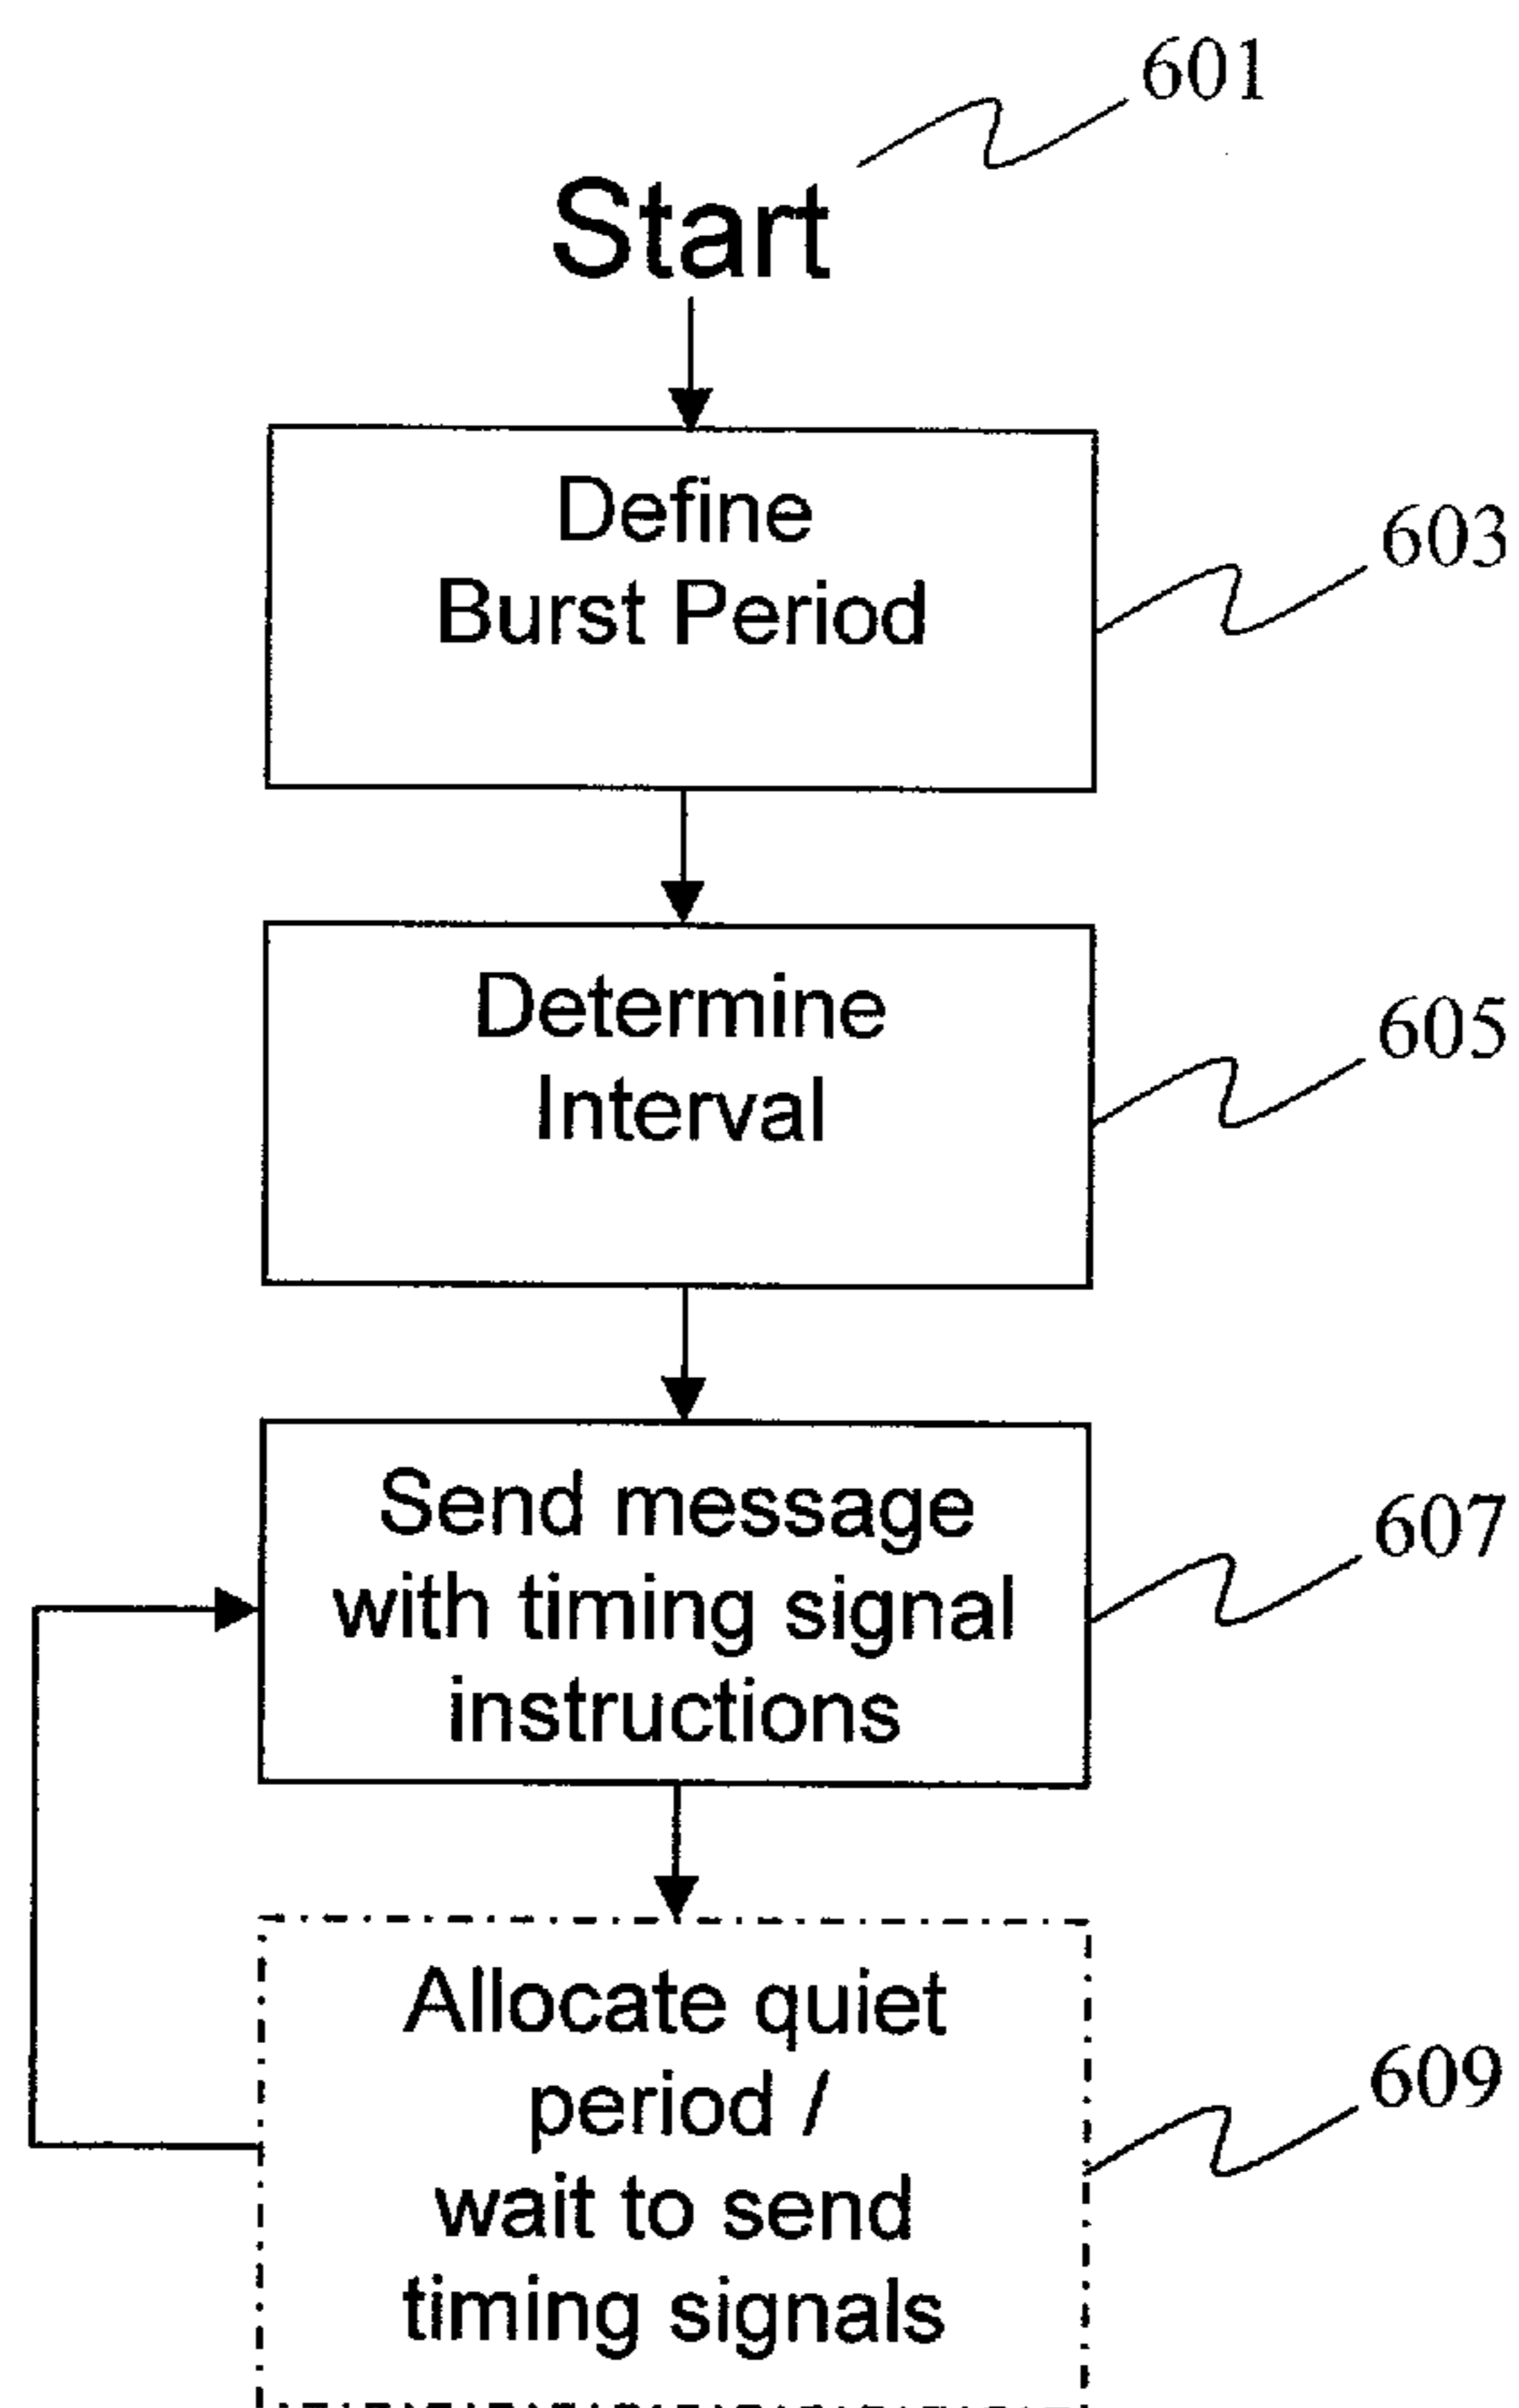 601
Start
Define
Burst Period
603
Determine
Interval
605
Send message
with timing signal
instructions
607
Allocate quiet
period /
wait to send
timing signals
609